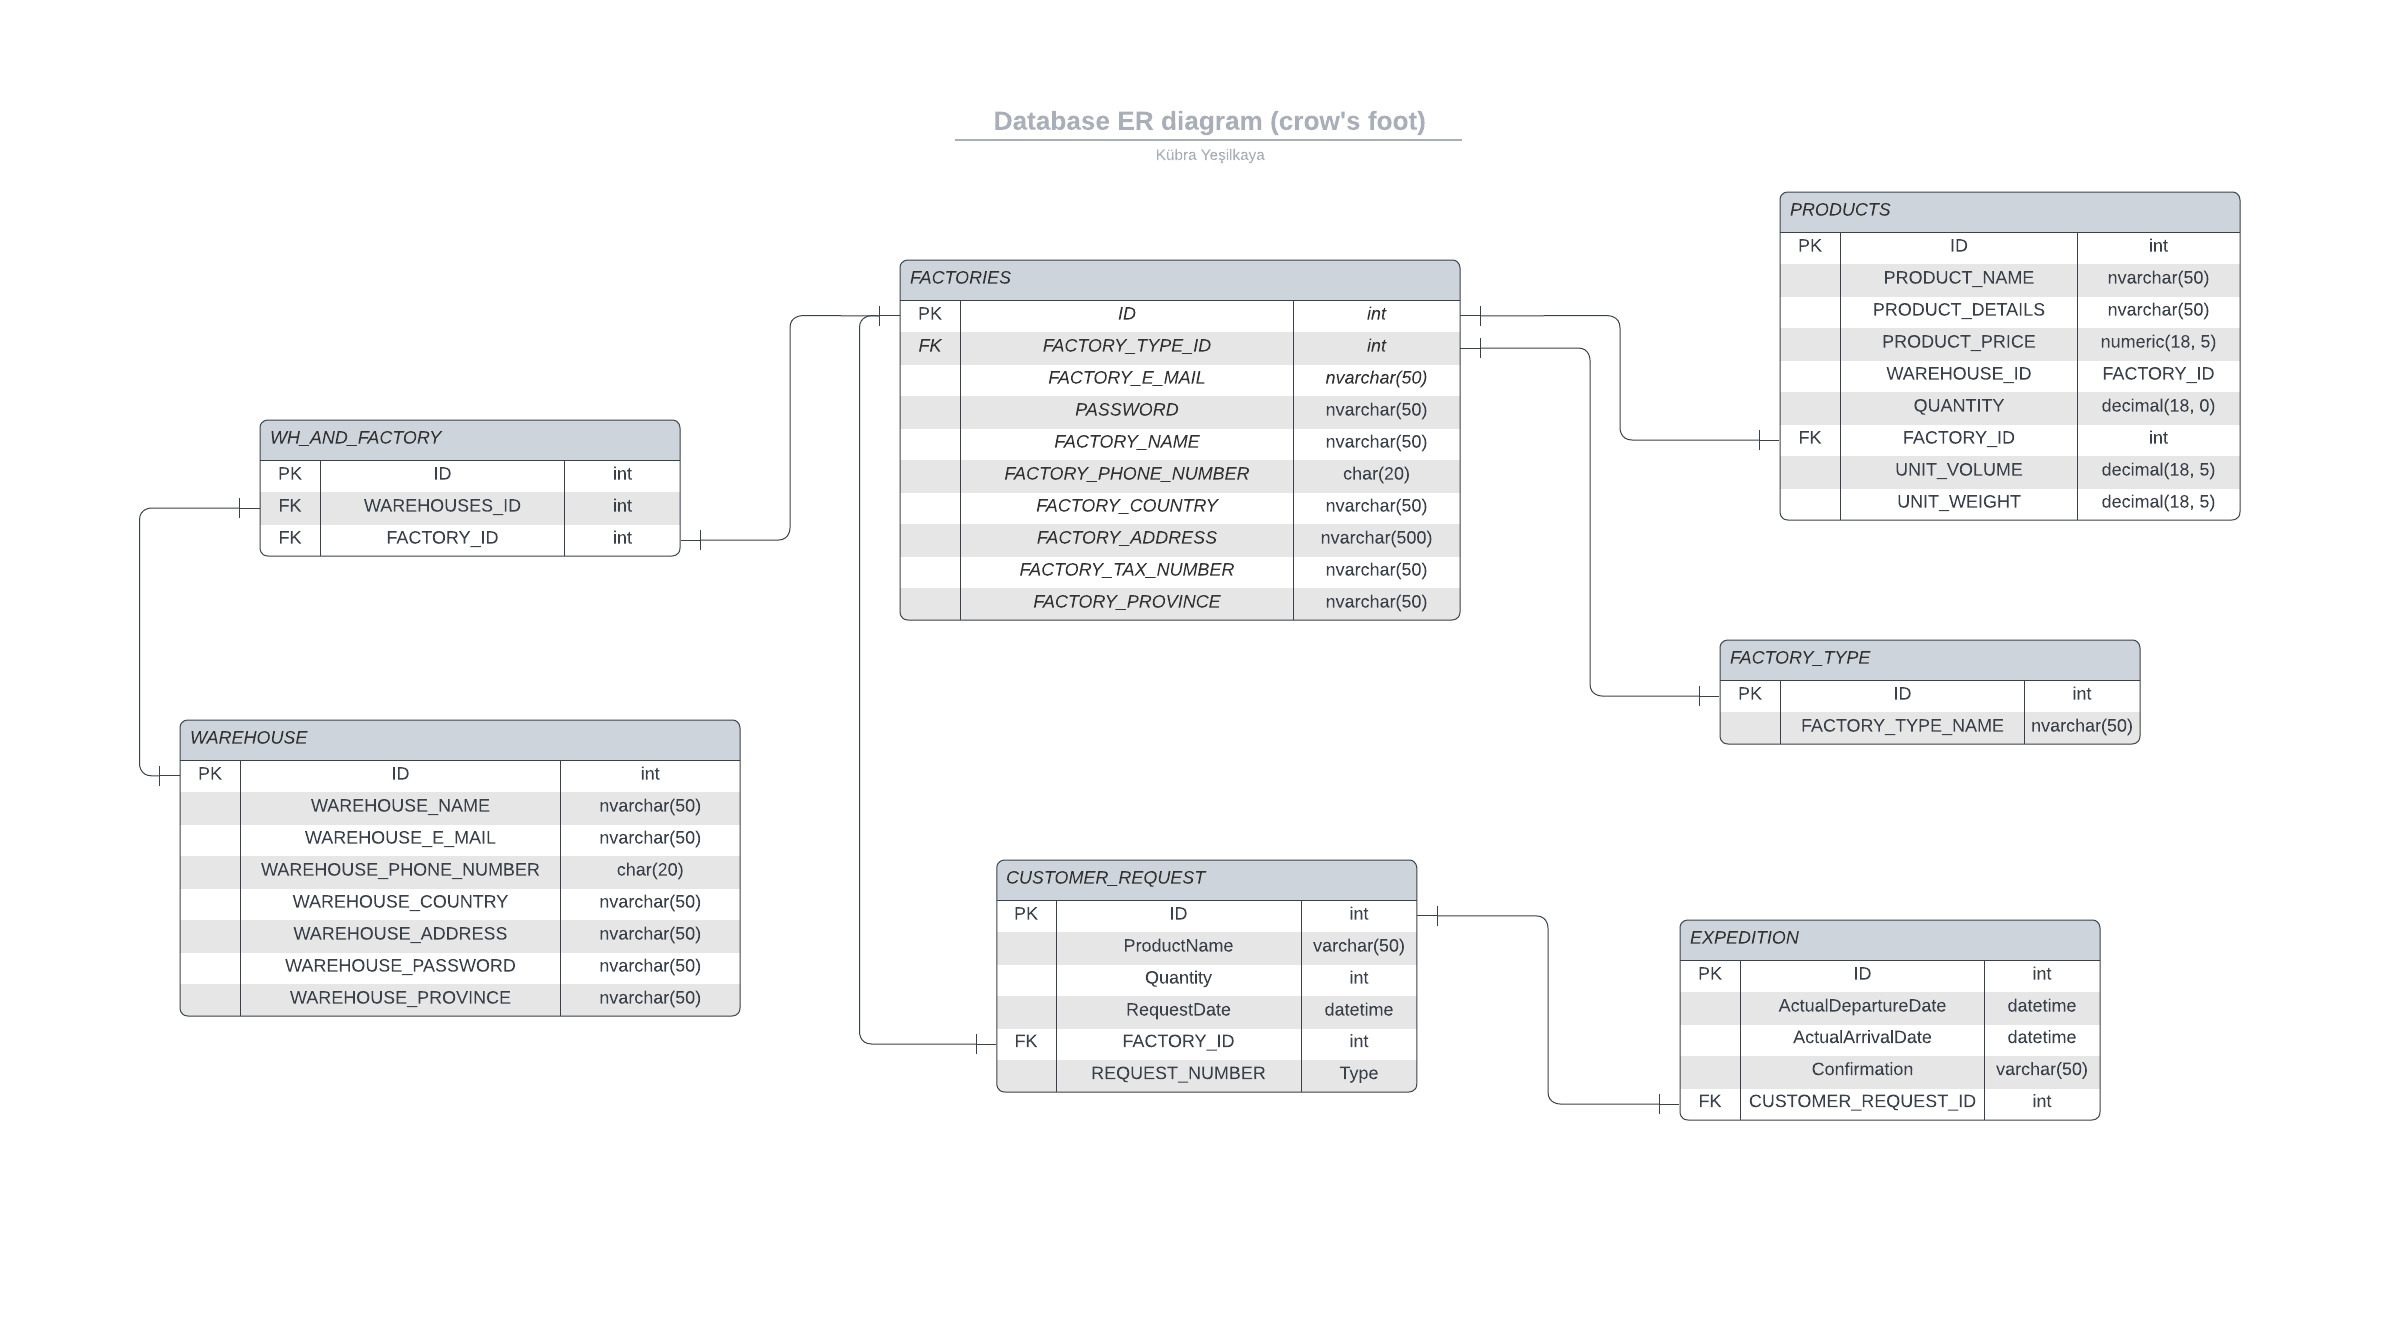 Database ER diagram (crow's foot)
Kübra Yeşilkaya
PRODUCTS
PK ID int
PRODUCT_NAME nvarchar(50)
PRODUCT_DETAILS nvarchar(50)
PRODUCT_PRICE numeric(18, 5)
WAREHOUSE_ID FACTORY_ID
QUANTITY decimal(18, 0)
FK FACTORY_ID int
UNIT_VOLUME decimal(18, 5)
UNIT_WEIGHT decimal(18, 5)
FACTORIES
PK ID int
FK FACTORY_TYPE_ID int
FACTORY_E_MAIL nvarchar(50)
PASSWORD nvarchar(50)
FACTORY_NAME nvarchar(50)
FACTORY_PHONE_NUMBER char(20)
FACTORY_COUNTRY nvarchar(50)
FACTORY_ADDRESS nvarchar(500)
FACTORY_TAX_NUMBER nvarchar(50)
FACTORY_PROVINCE nvarchar(50)
WH_AND_FACTORY
PK ID int
FK WAREHOUSES_ID int
FK FACTORY_ID int
FACTORY_TYPE
PK ID int
FACTORY_TYPE_NAME nvarchar(50)
WAREHOUSE
PK ID int
WAREHOUSE_NAME nvarchar(50)
WAREHOUSE_E_MAIL nvarchar(50)
WAREHOUSE_PHONE_NUMBER char(20)
WAREHOUSE_COUNTRY nvarchar(50)
WAREHOUSE_ADDRESS nvarchar(50)
WAREHOUSE_PASSWORD nvarchar(50)
WAREHOUSE_PROVINCE nvarchar(50)
CUSTOMER_REQUEST
PK ID int
ProductName varchar(50)
Quantity int
RequestDate datetime
FK FACTORY_ID int
REQUEST_NUMBER Type
EXPEDITION
PK ID int
ActualDepartureDate datetime
ActualArrivalDate datetime
Confirmation varchar(50)
FK CUSTOMER_REQUEST_ID int